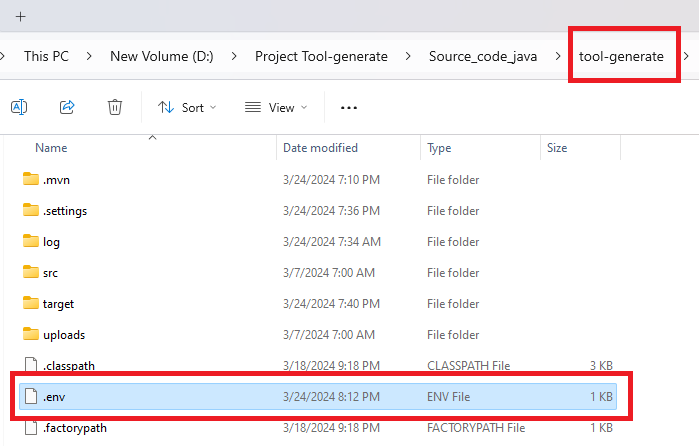 This PC New Volume (D:) Project Tool-generate Source_code_java tool-generate
Sort View
Name Date modified Type Size
.mvn 3/24/2024 7:10 PM File folder
.settings 3/24/2024 7:36 PM File folder
log 3/24/2024 7:34 AM File folder
src 3/7/2024 7:00 AM File folder
target 3/24/2024 7:40 PM File folder
uploads 3/7/2024 7:00 AM File folder
.classpath 3/18/2024 9:18 PM CLASSPATH File 3 KB
.env 3/24/2024 8:12 PM ENV File 1 KB
.factorypath 3/18/2024 9:18 PM FACTORYPATH File 8 KB